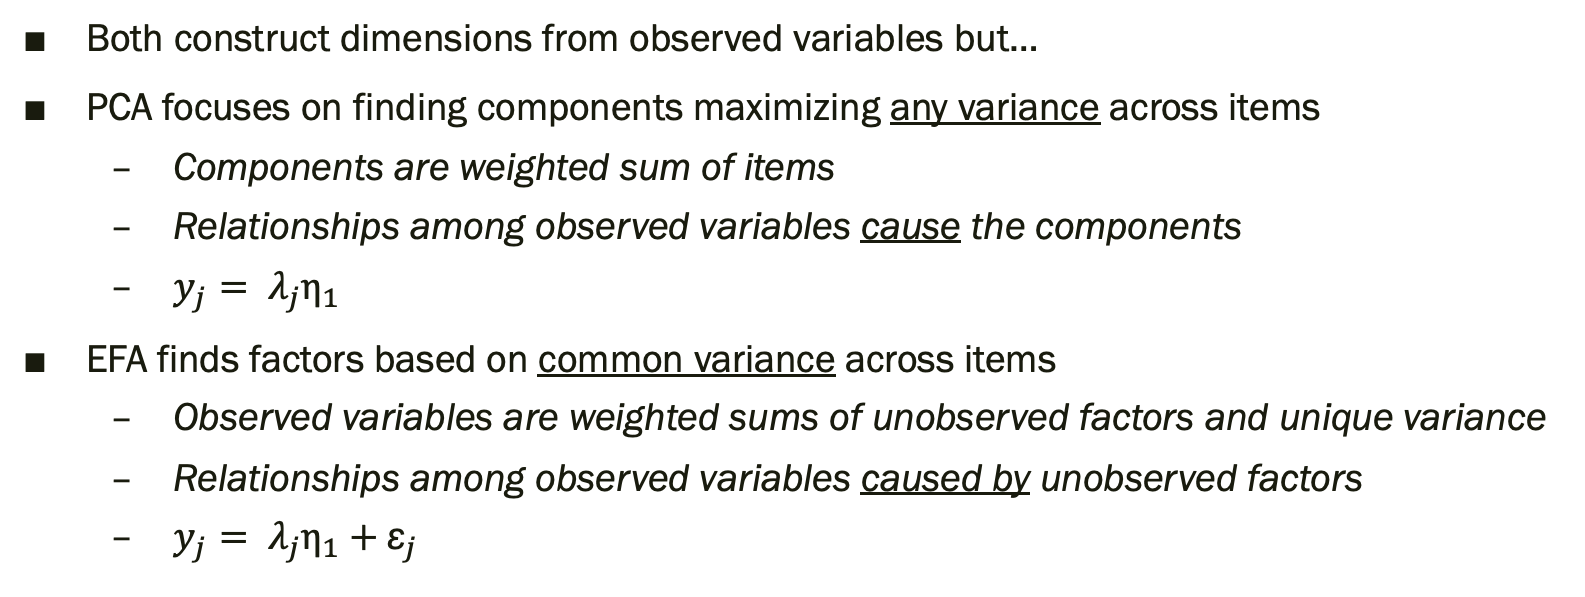 ■ Both construct dimensions from observed variables but...
■ PCA focuses on finding components maximizing any variance across items
– Components are weighted sum of items
– Relationships among observed variables cause the components
– yⱼ = λⱼη₁
■ EFA finds factors based on common variance across items
– Observed variables are weighted sums of unobserved factors and unique variance
– Relationships among observed variables caused by unobserved factors
– yⱼ = λⱼη₁ + εⱼ